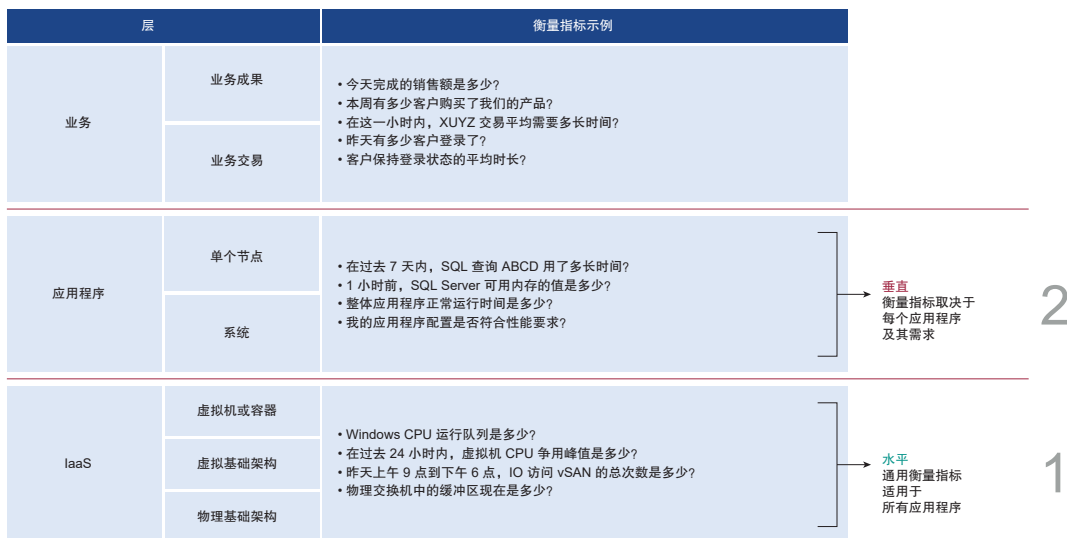 层
衡量指标示例
业务
业务成果
业务交易
• 今天完成的销售额是多少?
• 本周有多少客户购买了我们的产品?
• 在这一小时内，XUYZ 交易平均需要多长时间?
• 昨天有多少客户登录了?
• 客户保持登录状态的平均时长?
应用程序
单个节点
系统
• 在过去 7 天内，SQL 查询 ABCD 用了多长时间?
• 1 小时前，SQL Server 可用内存的值是多少?
• 整体应用程序正常运行时间是多少?
• 我的应用程序配置是否符合性能要求?
垂直
衡量指标取决于
每个应用程序
及其需求
2
IaaS
虚拟机或容器
虚拟基础架构
物理基础架构
• Windows CPU 运行队列是多少?
• 在过去 24 小时内，虚拟机 CPU 争用峰值是多少?
• 昨天上午 9 点到下午 6 点，IO 访问 vSAN 的总次数是多少?
• 物理交换机中的缓冲区现在是多少?
水平
通用衡量指标
适用于
所有应用程序
1